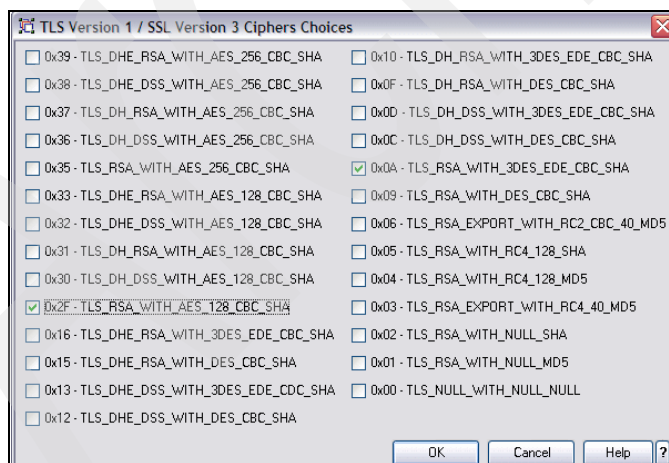 TLS Version 1 / SSL Version 3 Ciphers Choices
0x39 - TLS_DHE_RSA_WITH_AES_256_CBC_SHA
0x38 - TLS_DHE_DSS_WITH_AES_256_CBC_SHA
0x37 - TLS_DH_RSA_WITH_AES_256_CBC_SHA
0x36 - TLS_DH_DSS_WITH_AES_256_CBC_SHA
0x35 - TLS_RSA_WITH_AES_256_CBC_SHA
0x33 - TLS_DHE_RSA_WITH_AES_128_CBC_SHA
0x32 - TLS_DHE_DSS_WITH_AES_128_CBC_SHA
0x31 - TLS_DH_RSA_WITH_AES_128_CBC_SHA
0x30 - TLS_DH_DSS_WITH_AES_128_CBC_SHA
0x2F - TLS_RSA_WITH_AES_128_CBC_SHA
0x16 - TLS_DHE_RSA_WITH_3DES_EDE_CBC_SHA
0x15 - TLS_DHE_RSA_WITH_DES_CBC_SHA
0x13 - TLS_DHE_DSS_WITH_3DES_EDE_CDC_SHA
0x12 - TLS_DHE_DSS_WITH_DES_CBC_SHA
0x10 - TLS_DH_RSA_WITH_3DES_EDE_CBC_SHA
0x0F - TLS_DH_RSA_WITH_DES_CBC_SHA
0x0D - TLS_DH_DSS_WITH_3DES_EDE_CBC_SHA
0x0C - TLS_DH_DSS_WITH_DES_CBC_SHA
0x0A - TLS_RSA_WITH_3DES_EDE_CBC_SHA
0x09 - TLS_RSA_WITH_DES_CBC_SHA
0x06 - TLS_RSA_EXPORT_WITH_RC2_CBC_40_MD5
0x05 - TLS_RSA_WITH_RC4_128_SHA
0x04 - TLS_RSA_WITH_RC4_128_MD5
0x03 - TLS_RSA_EXPORT_WITH_RC4_40_MD5
0x02 - TLS_RSA_WITH_NULL_SHA
0x01 - TLS_RSA_WITH_NULL_MD5
0x00 - TLS_NULL_WITH_NULL_NULL
OK Cancel Help ?